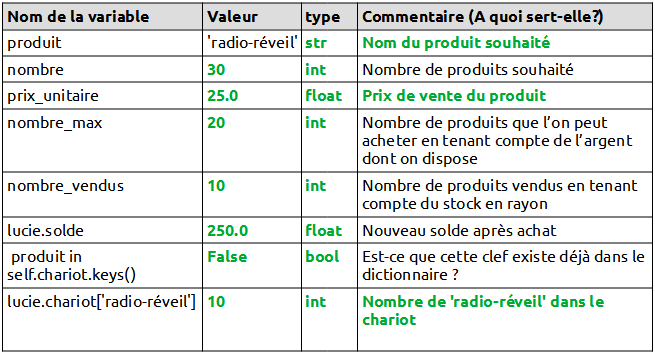 Nom de la variable Valeur type Commentaire (A quoi sert-elle?)
produit 'radio-réveil' str Nom du produit souhaité
nombre 30 int Nombre de produits souhaité
prix_unitaire 25.0 float Prix de vente du produit
nombre_max 20 int Nombre de produits que l’on peut
acheter en tenant compte de l’argent
dont on dispose
nombre_vendus 10 int Nombre de produits vendus en tenant
compte du stock en rayon
lucie.solde 250.0 float Nouveau solde après achat
produit in False bool Est-ce que cette clef existe déjà dans le
self.chariot.keys() dictionnaire ?
lucie.chariot['radio-réveil'] 10 int Nombre de 'radio-réveil' dans le
chariot